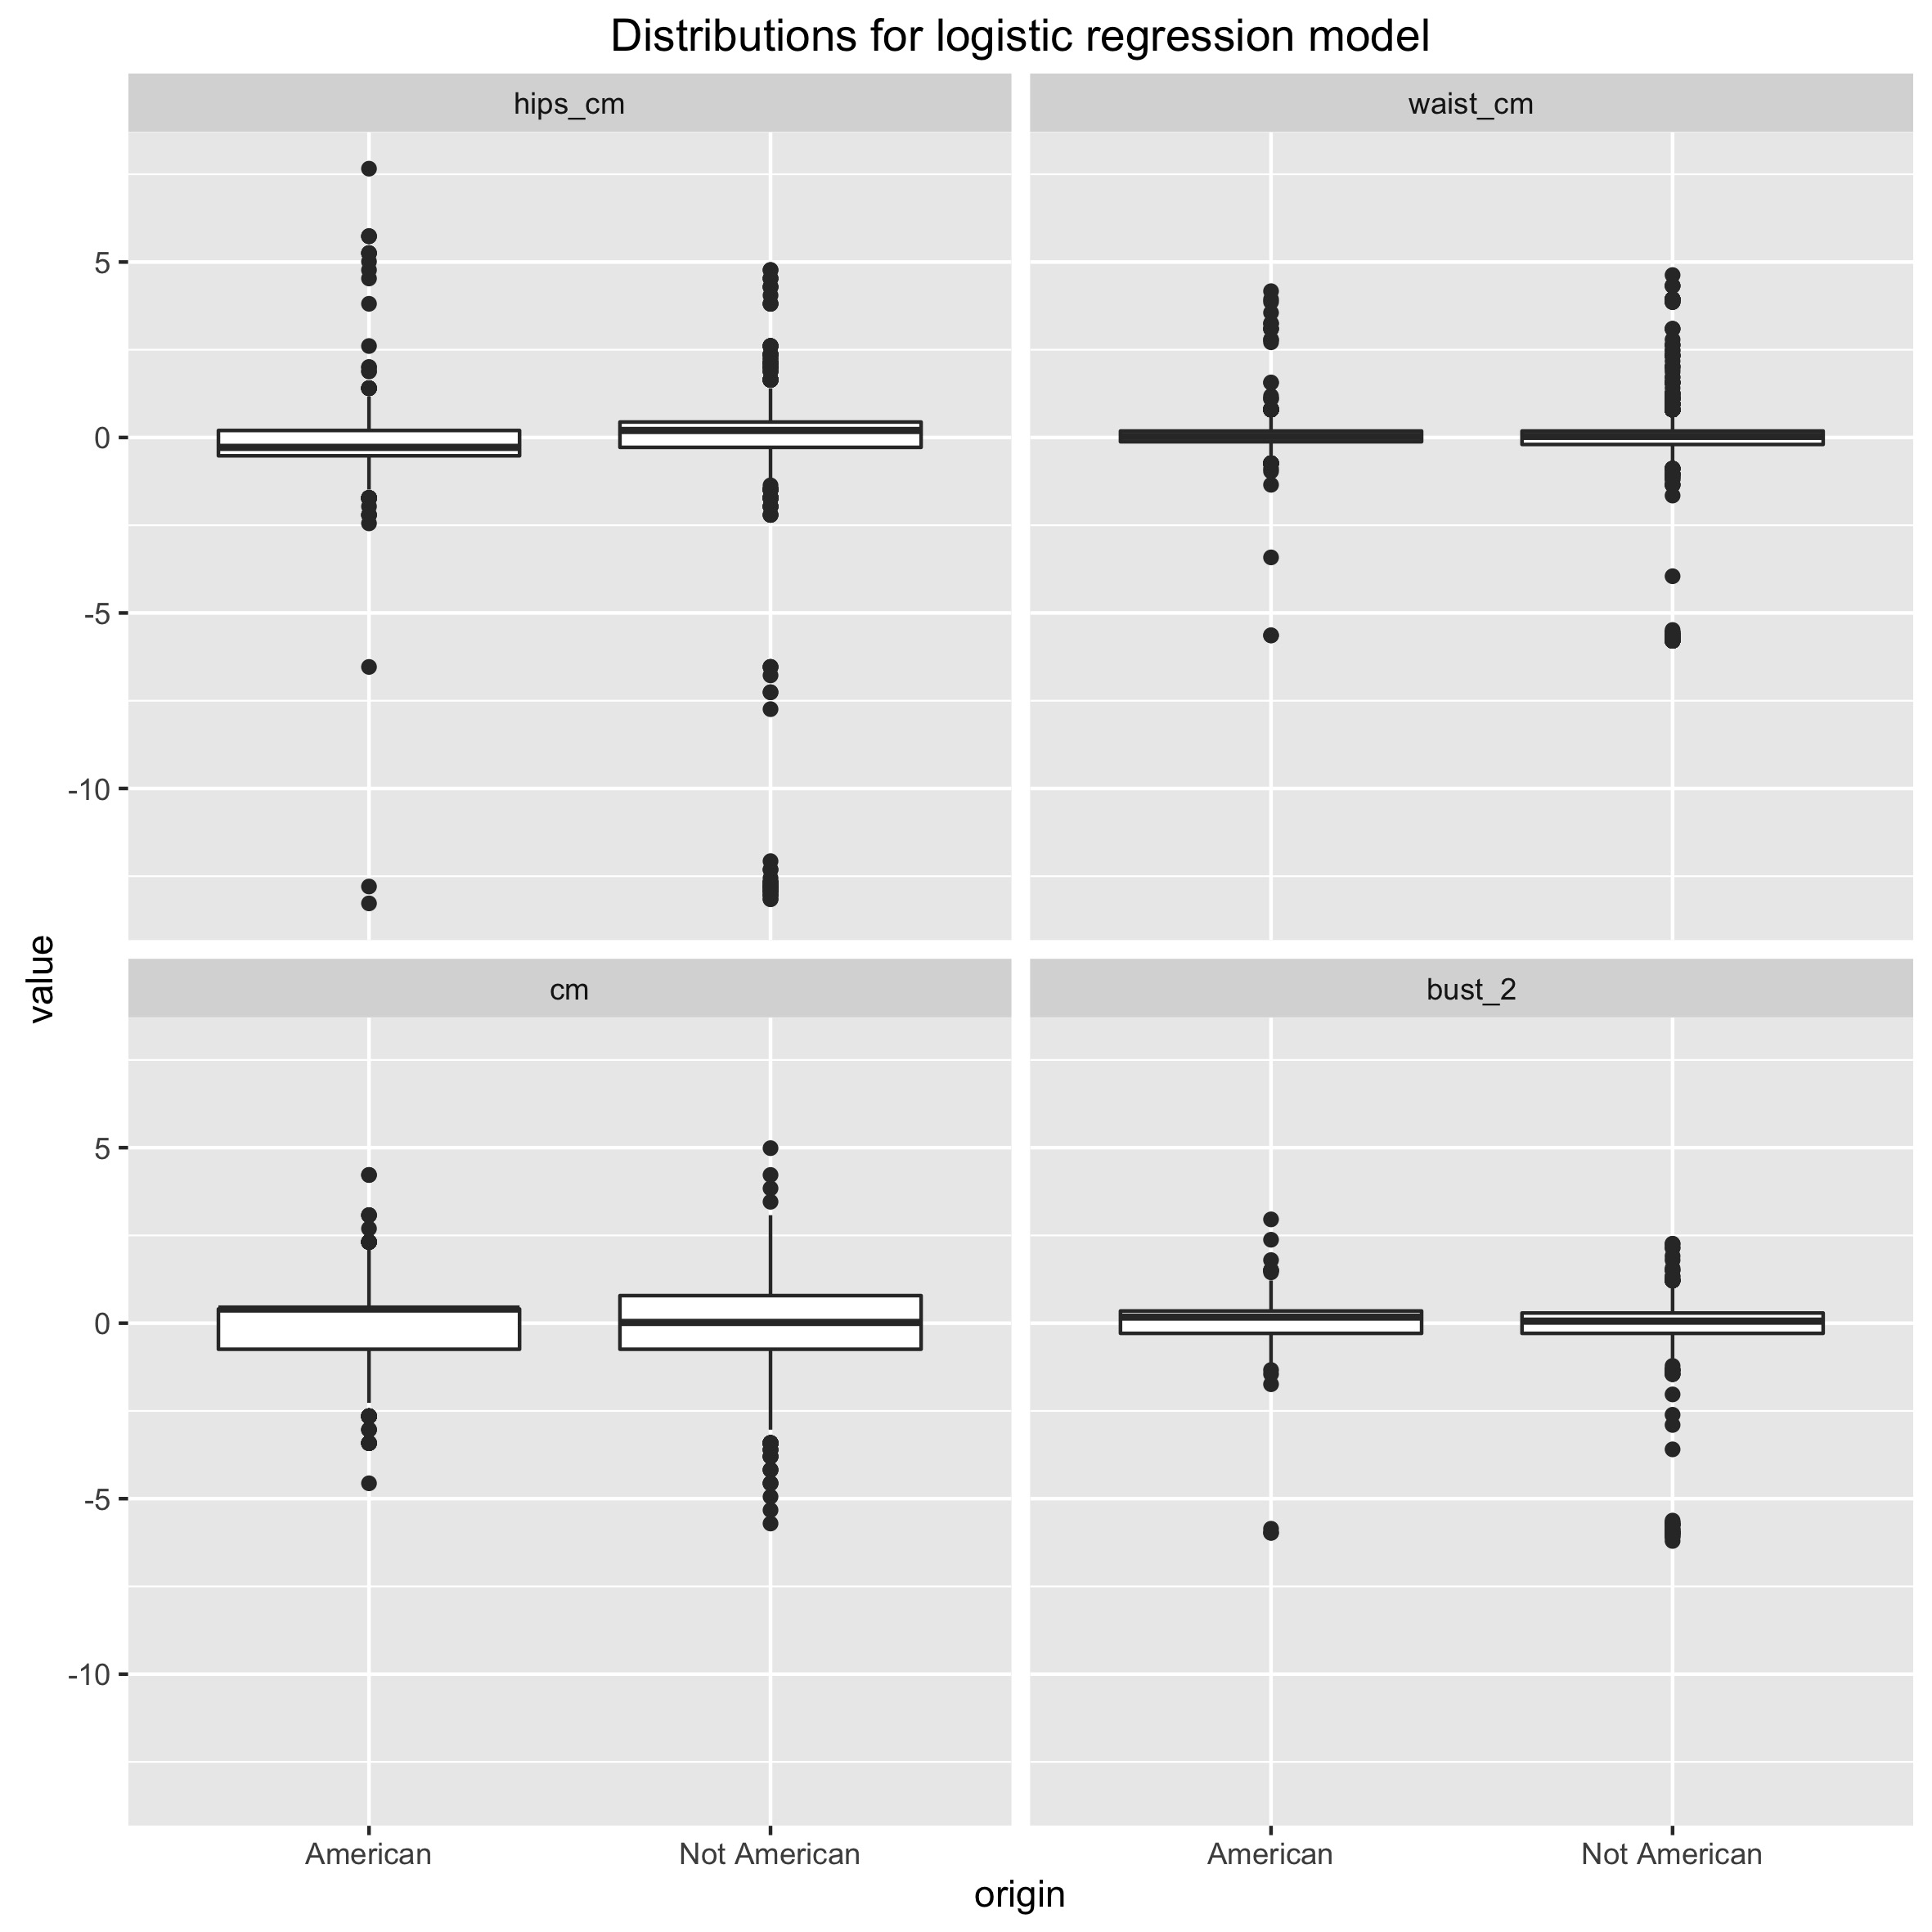 Distributions for logistic regression model
hips_cm
waist_cm
5
0
-5
-10
value
cm
bust_2
5
0
-5
-10
American
Not American
American
Not American
origin